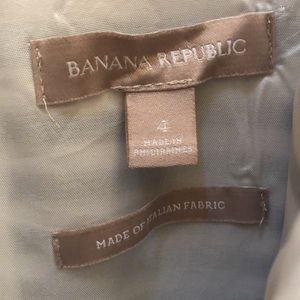 BANANA REPUBLIC
4
MADE IN
PHILIPPINES
MADE OF ITALIAN FABRIC